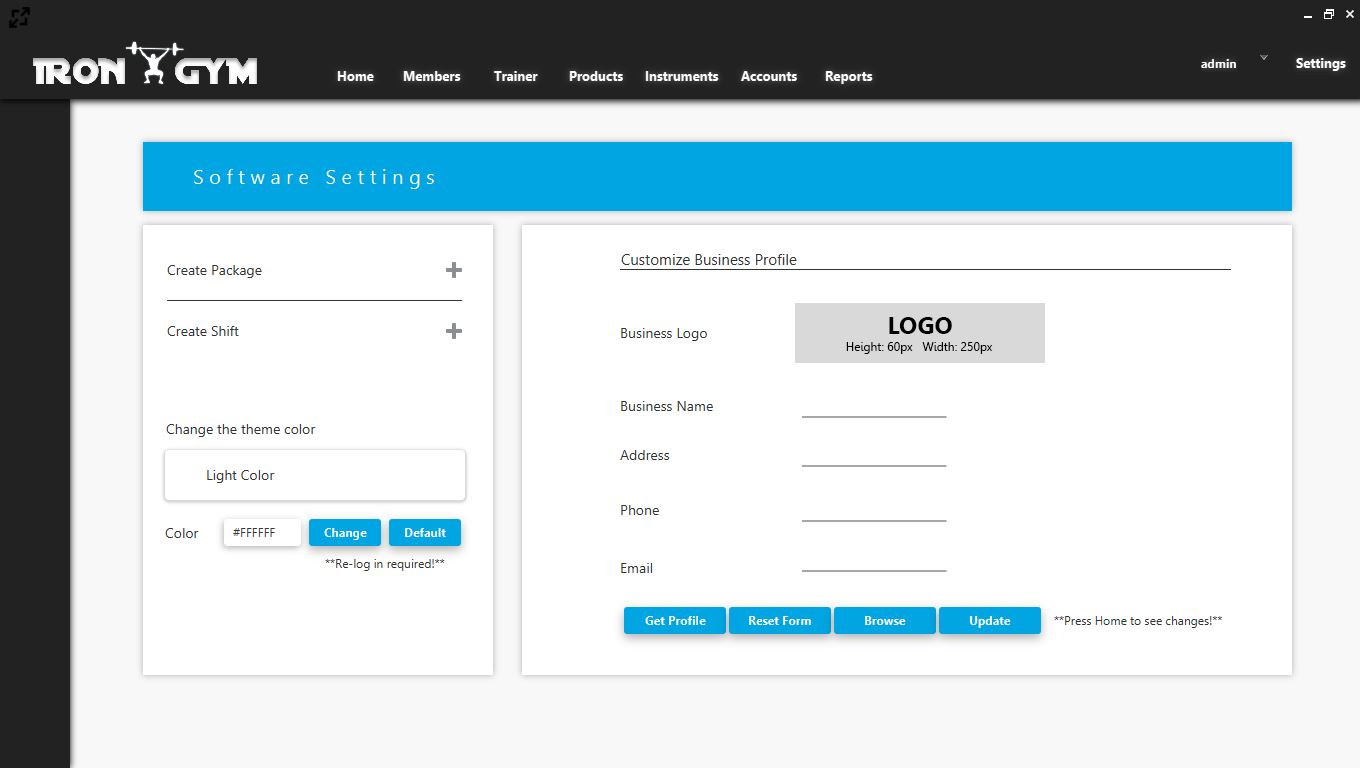 IRON GYM
Home Members Trainer Products Instruments Accounts Reports
admin Settings
Software Settings
Create Package
Create Shift
Change the theme color
Light Color
Color #FFFFFF Change Default
**Re-log in required!**
Customize Business Profile
Business Logo
LOGO
Height: 60px Width: 250px
Business Name
Address
Phone
Email
Get Profile Reset Form Browse Update **Press Home to see changes!**